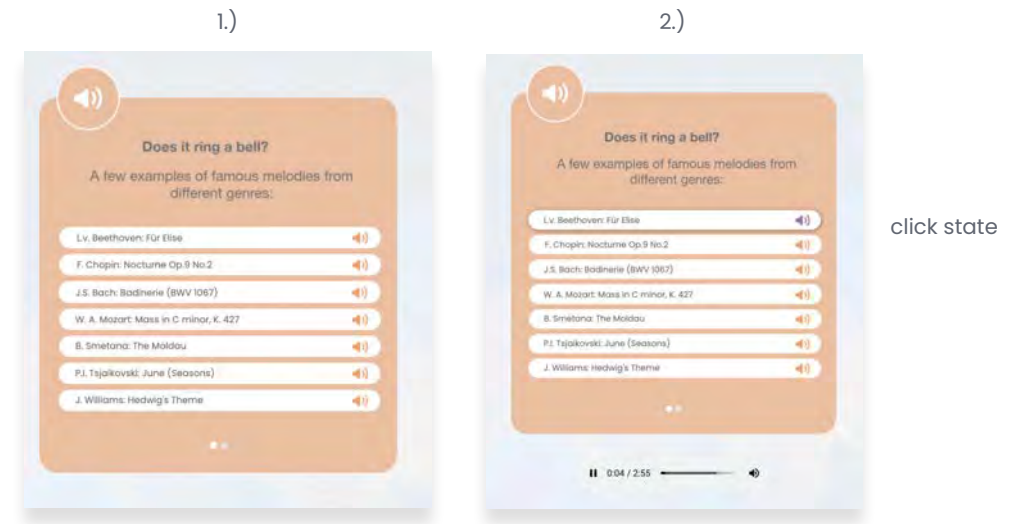 1.)
Does it ring a bell?
A few examples of famous melodies from
different genres:
L.v. Beethoven: Für Elise
F. Chopin: Nocturne Op.9 No.2
J.S. Bach: Badinerie (BWV 1067)
W. A. Mozart: Mass in C minor, K. 427
B. Smetana: The Moldau
P.I. Tsjaikovski: June (Seasons)
J. Williams: Hedwig's Theme
2.)
Does it ring a bell?
A few examples of famous melodies from
different genres:
L.v. Beethoven: Für Elise
F. Chopin: Nocturne Op.9 No.2
J.S. Bach: Badinerie (BWV 1067)
W. A. Mozart: Mass in C minor, K. 427
B. Smetana: The Moldau
P.I. Tsjaikovski: June (Seasons)
J. Williams: Hedwig's Theme
0:04 / 2:55
click state